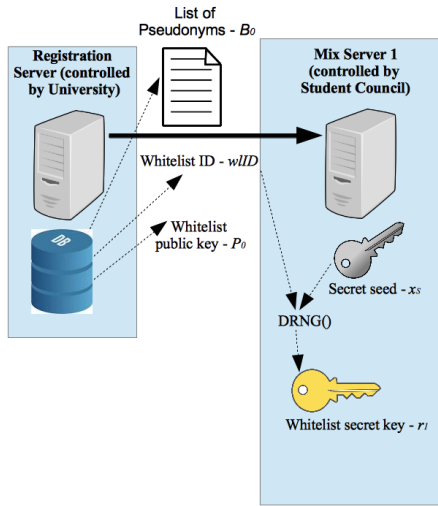 List of
Pseudonyms - B0
Registration
Server (controlled
by University)
Mix Server 1
(controlled by
Student Council)
Whitelist ID - wlID
Whitelist
public key - P0
DB
Secret seed - xS
DRNG()
Whitelist secret key - r1